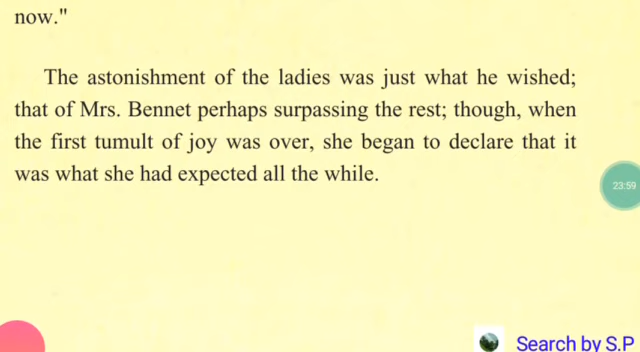 now."
The astonishment of the ladies was just what he wished;
that of Mrs. Bennet perhaps surpassing the rest; though, when
the first tumult of joy was over, she began to declare that it
was what she had expected all the while.
23:59
Search by S.P